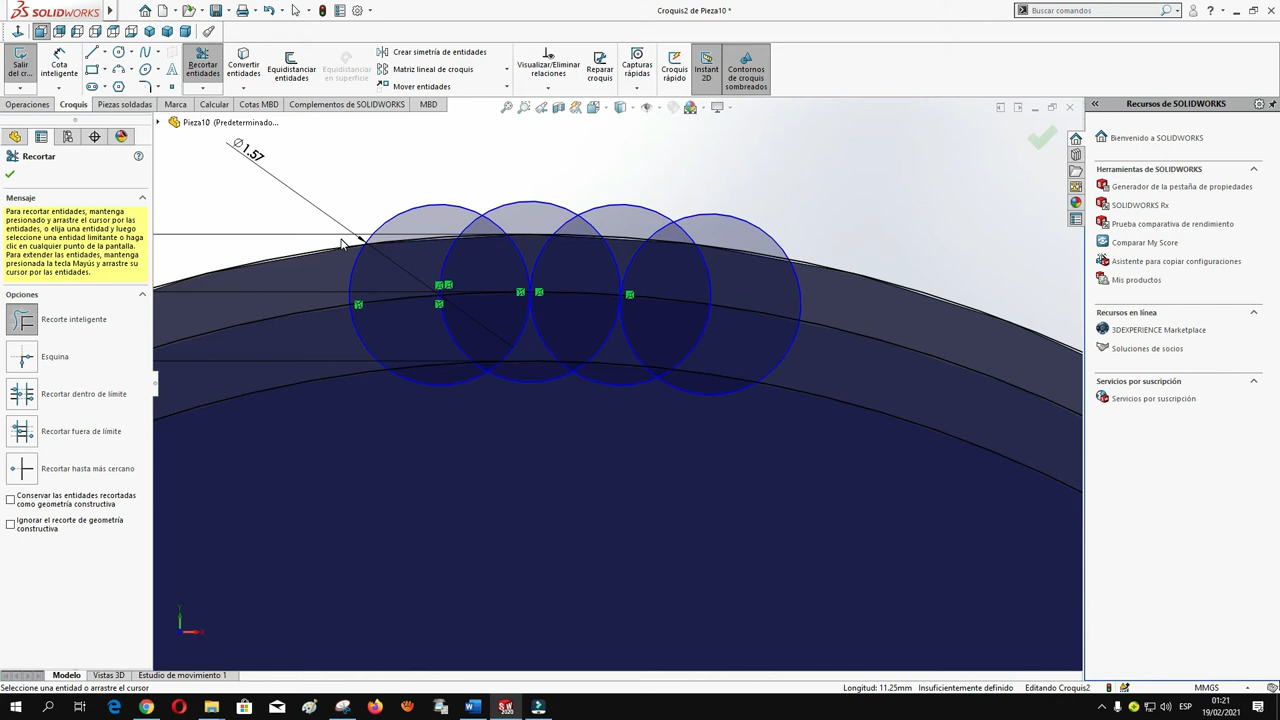 SOLIDWORKS
Croquis2 de Pieza10 *
Buscar comandos
Salir del cr...
Cota inteligente
Recortar entidades
Convertir entidades
Equidistanciar entidades
Equidistanciar en superficie
Crear simetría de entidades
Matriz lineal de croquis
Mover entidades
Visualizar/Eliminar relaciones
Reparar croquis
Capturas rápidas
Croquis rápido
Instant 2D
Contornos de croquis sombreados
Operaciones
Croquis
Piezas soldadas
Marca
Calcular
Cotas MBD
Complementos de SOLIDWORKS
MBD
Pieza10 (Predeterminado...
Recortar
Mensaje
Para recortar entidades, mantenga
presionado y arrastre el cursor por las
entidades, o elija una entidad y luego
seleccione una entidad limitante o haga
clic en cualquier punto de la pantalla.
Para extender las entidades, mantenga
presionada la tecla Mayús y arrastre su
cursor por las entidades.
Opciones
Recorte inteligente
Esquina
Recortar dentro de límite
Recortar fuera de límite
Recortar hasta más cercano
Conservar las entidades recortadas
como geometría constructiva
Ignorar el recorte de geometría
constructiva
∅1.57
Y
X
Recursos de SOLIDWORKS
Bienvenido a SOLIDWORKS
Herramientas de SOLIDWORKS
Generador de la pestaña de propiedades
SOLIDWORKS Rx
Prueba comparativa de rendimiento
Comparar My Score
Asistente para copiar configuraciones
Mis productos
Recursos en línea
3DEXPERIENCE Marketplace
Soluciones de socios
Servicios por suscripción
Servicios por suscripción
Modelo
Vistas 3D
Estudio de movimiento 1
Seleccione una entidad o arrastre el cursor
Longitud: 11.25mm
Insuficientemente definido
Editando Croquis2
MMGS
ESP
01:21
19/02/2021